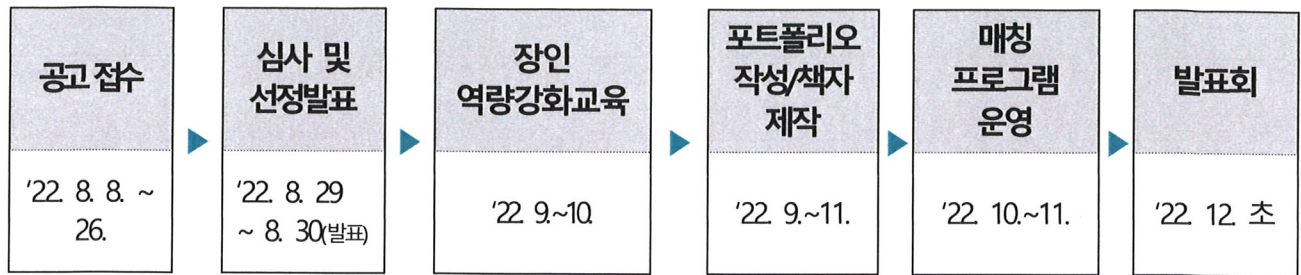 공고 접수
'22. 8. 8. ~
26.
심사 및
선정발표
'22. 8. 29
~ 8. 30(발표)
장인
역량강화교육
'22. 9.~10.
포트폴리오
작성/책자
제작
'22. 9.~11.
매칭
프로그램
운영
'22. 10.~11.
발표회
'22. 12. 초